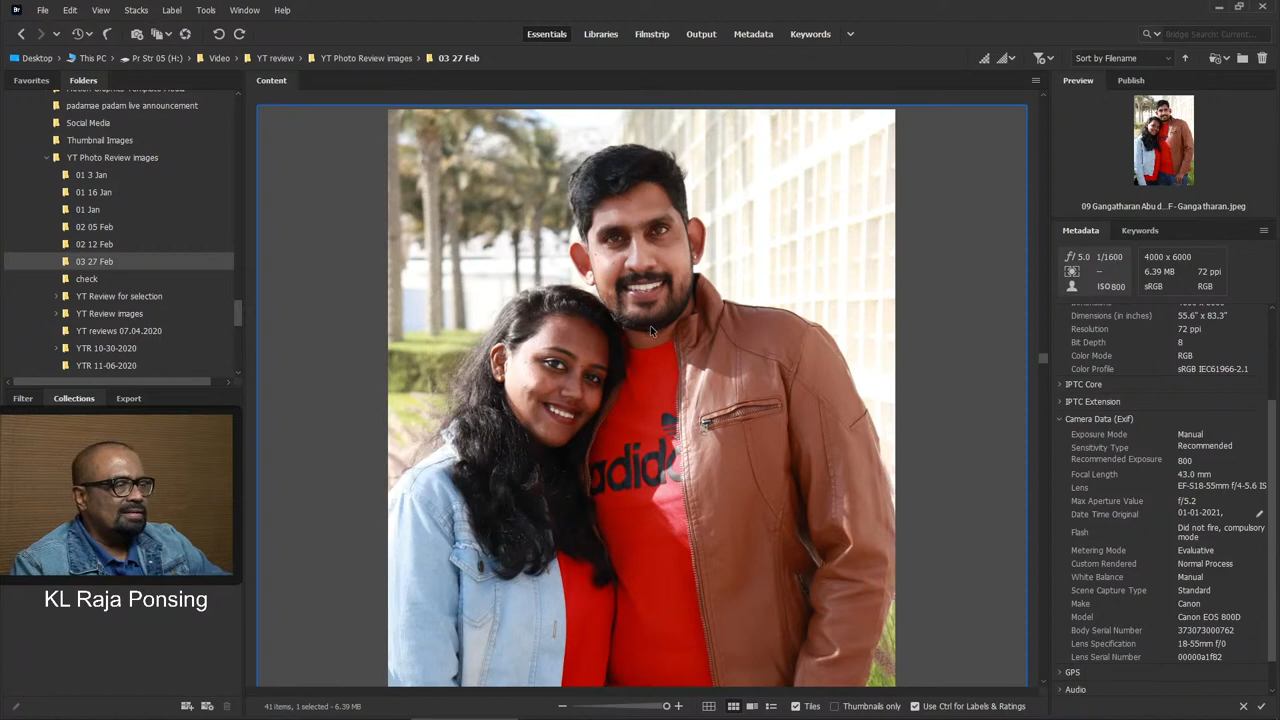 Br File Edit View Stacks Label Tools Window Help
Essentials Libraries Filmstrip Output Metadata Keywords
Bridge Search: Current...
Desktop > This PC > Pr Str 05 (H:) > Video > YT review > YT Photo Review images > 03 27 Feb
Sort by Filename
Favorites Folders
padamae padam live announcement
Social Media
Thumbnail Images
YT Photo Review images
01 3 Jan
01 16 Jan
01 Jan
02 05 Feb
02 12 Feb
03 27 Feb
check
YT Review for selection
YT Review images
YT reviews 07.04.2020
YTR 10-30-2020
YTR 11-06-2020
Filter Collections Export
KL Raja Ponsing
Content
adidas
41 items, 1 selected - 6.39 MB
Tiles Thumbnails only Use Ctrl for Labels & Ratings
Preview Publish
09 Gangatharan Abu d...F - Ganga tharan.jpeg
Metadata Keywords
f/ 5.0 1/1600
--
ISO800
4000 x 6000
6.39 MB 72 ppi
sRGB RGB
Dimensions (in inches) 55.6" x 83.3"
Resolution 72 ppi
Bit Depth 8
Color Mode RGB
Color Profile sRGB IEC61966-2.1
IPTC Core
IPTC Extension
Camera Data (Exif)
Exposure Mode Manual
Sensitivity Type Recommended
Recommended Exposure 800
Focal Length 43.0 mm
Lens EF-S18-55mm f/4-5.6 IS
Max Aperture Value f/5.2
Date Time Original 01-01-2021,
Flash Did not fire, compulsory
mode
Metering Mode Evaluative
Custom Rendered Normal Process
White Balance Manual
Scene Capture Type Standard
Make Canon
Model Canon EOS 800D
Body Serial Number 373073000762
Lens Specification 18-55mm f/0
Lens Serial Number 00000a1f82
GPS
Audio